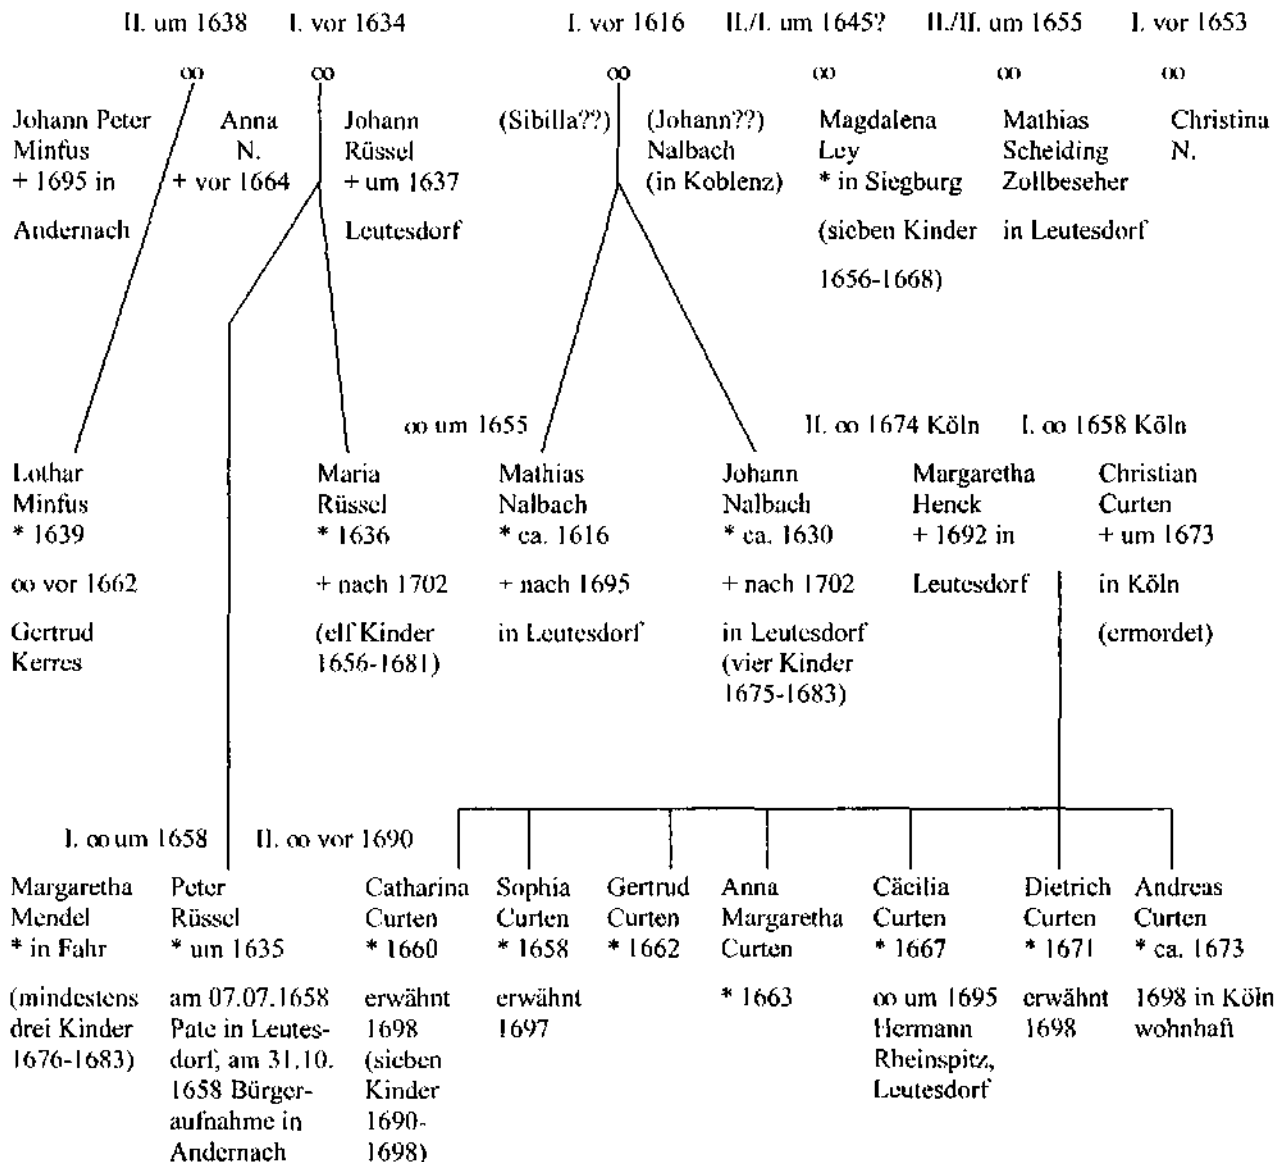 II. um 1638 I. vor 1634 I. vor 1616 II./I. um 1645? II./II. um 1655 I. vor 1653
∞ ∞ ∞ ∞ ∞ ∞
Johann Peter
Minfus
+ 1695 in
Andernach
Anna
N.
+ vor 1664
Johann
Rüssel
+ um 1637
Leutesdorf
(Sibilla??)
(Johann??)
Nalbach
(in Koblenz)
Magdalena
Ley
* in Siegburg
(sieben Kinder
1656-1668)
Mathias
Scheiding
Zollbeseher
in Leutesdorf
Christina
N.
∞ um 1655 II. ∞ 1674 Köln I. ∞ 1658 Köln
Lothar
Minfus
* 1639
∞ vor 1662
Gertrud
Kerres
Maria
Rüssel
* 1636
+ nach 1702
(elf Kinder
1656-1681)
Mathias
Nalbach
* ca. 1616
+ nach 1695
in Leutesdorf
Johann
Nalbach
* ca. 1630
+ nach 1702
in Leutesdorf
(vier Kinder
1675-1683)
Margaretha
Henck
+ 1692 in
Leutesdorf
Christian
Curten
+ um 1673
in Köln
(ermordet)
I. ∞ um 1658 II. ∞ vor 1690
Margaretha
Mendel
* in Fahr
(mindestens
drei Kinder
1676-1683)
Peter
Rüssel
* um 1635
am 07.07.1658
Pate in Leutes-
dorf, am 31.10.
1658 Bürger-
aufnahme in
Andernach
Catharina
Curten
* 1660
erwähnt
1698
(sieben
Kinder
1690-
1698)
Sophia
Curten
* 1658
erwähnt
1697
Gertrud
Curten
* 1662
Anna
Margaretha
Curten
* 1663
Cäcilia
Curten
* 1667
∞ um 1695
Hermann
Rheinspitz,
Leutesdorf
Dietrich
Curten
* 1671
erwähnt
1698
Andreas
Curten
* ca. 1673
1698 in Köln
wohnhaft